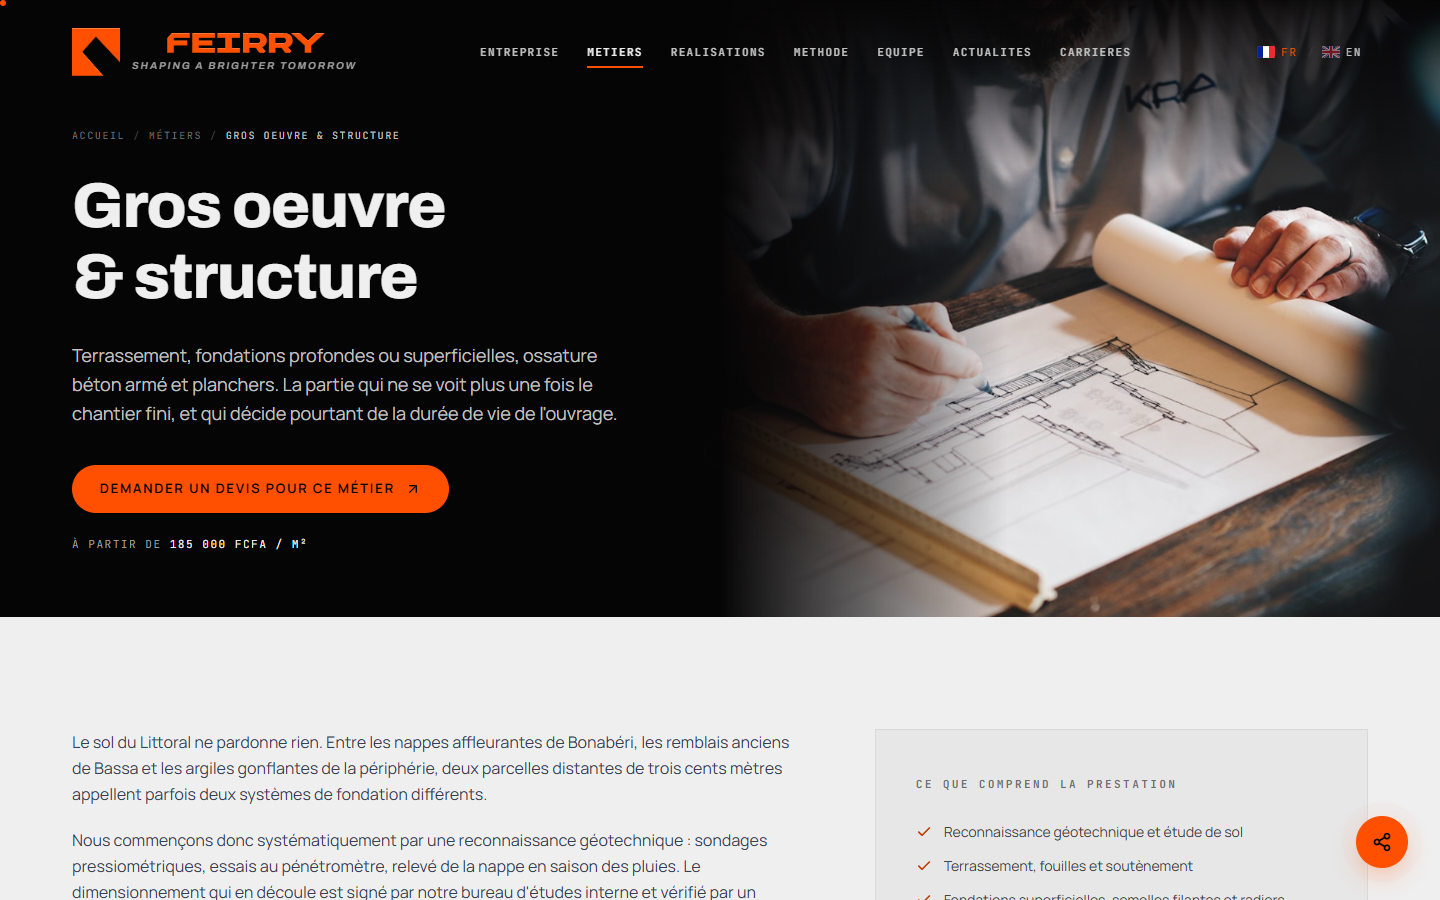 FEIRRY
SHAPING A BRIGHTER TOMORROW
ENTREPRISE
METIERS
REALISATIONS
METHODE
EQUIPE
ACTUALITES
CARRIERES
FR
EN
KRA
ACCUEIL / MÉTIERS / GROS OEUVRE & STRUCTURE
Gros oeuvre
& structure
Terrassement, fondations profondes ou superficielles, ossature
béton armé et planchers. La partie qui ne se voit plus une fois le
chantier fini, et qui décide pourtant de la durée de vie de l'ouvrage.
DEMANDER UN DEVIS POUR CE MÉTIER
À PARTIR DE 185 000 FCFA / M²
Le sol du Littoral ne pardonne rien. Entre les nappes affleurantes de Bonabéri, les remblais anciens
de Bassa et les argiles gonflantes de la périphérie, deux parcelles distantes de trois cents mètres
appellent parfois deux systèmes de fondation différents.
Nous commençons donc systématiquement par une reconnaissance géotechnique : sondages
pressiométriques, essais au pénétromètre, relevé de la nappe en saison des pluies. Le
dimensionnement qui en découle est signé par notre bureau d'études interne et vérifié par un
CE QUE COMPREND LA PRESTATION
Reconnaissance géotechnique et étude de sol
Terrassement, fouilles et soutènement
Fondations superficielles, semelles filantes et radiers